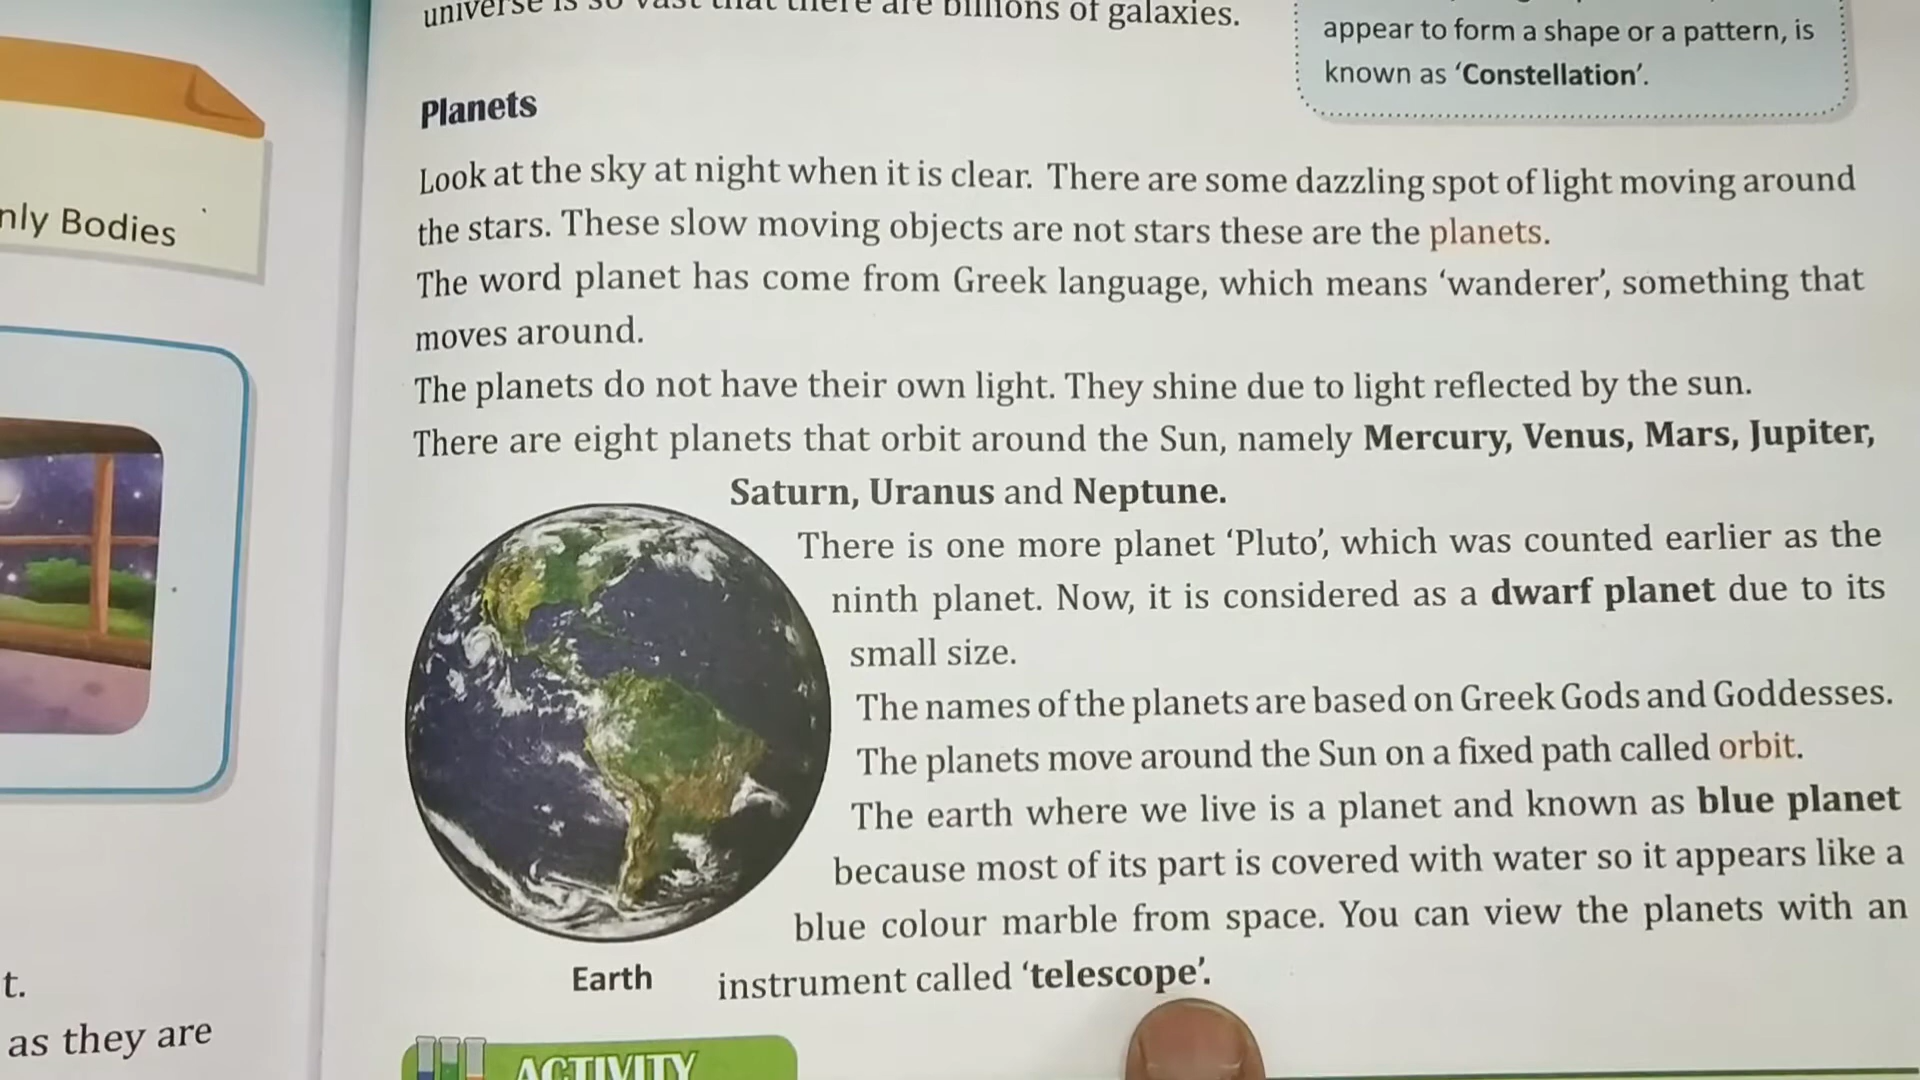 universe is so vast that there are billions of galaxies.
appear to form a shape or a pattern, is
known as ‘Constellation’.
Planets
Look at the sky at night when it is clear. There are some dazzling spot of light moving around
the stars. These slow moving objects are not stars these are the planets.
The word planet has come from Greek language, which means ‘wanderer’, something that
moves around.
The planets do not have their own light. They shine due to light reflected by the sun.
There are eight planets that orbit around the Sun, namely Mercury, Venus, Mars, Jupiter,
Saturn, Uranus and Neptune.
There is one more planet ‘Pluto’, which was counted earlier as the
ninth planet. Now, it is considered as a dwarf planet due to its
small size.
The names of the planets are based on Greek Gods and Goddesses.
The planets move around the Sun on a fixed path called orbit.
The earth where we live is a planet and known as blue planet
because most of its part is covered with water so it appears like a
blue colour marble from space. You can view the planets with an
instrument called ‘telescope’.
Earth
ACTIVITY
Bodies
t.
as they are